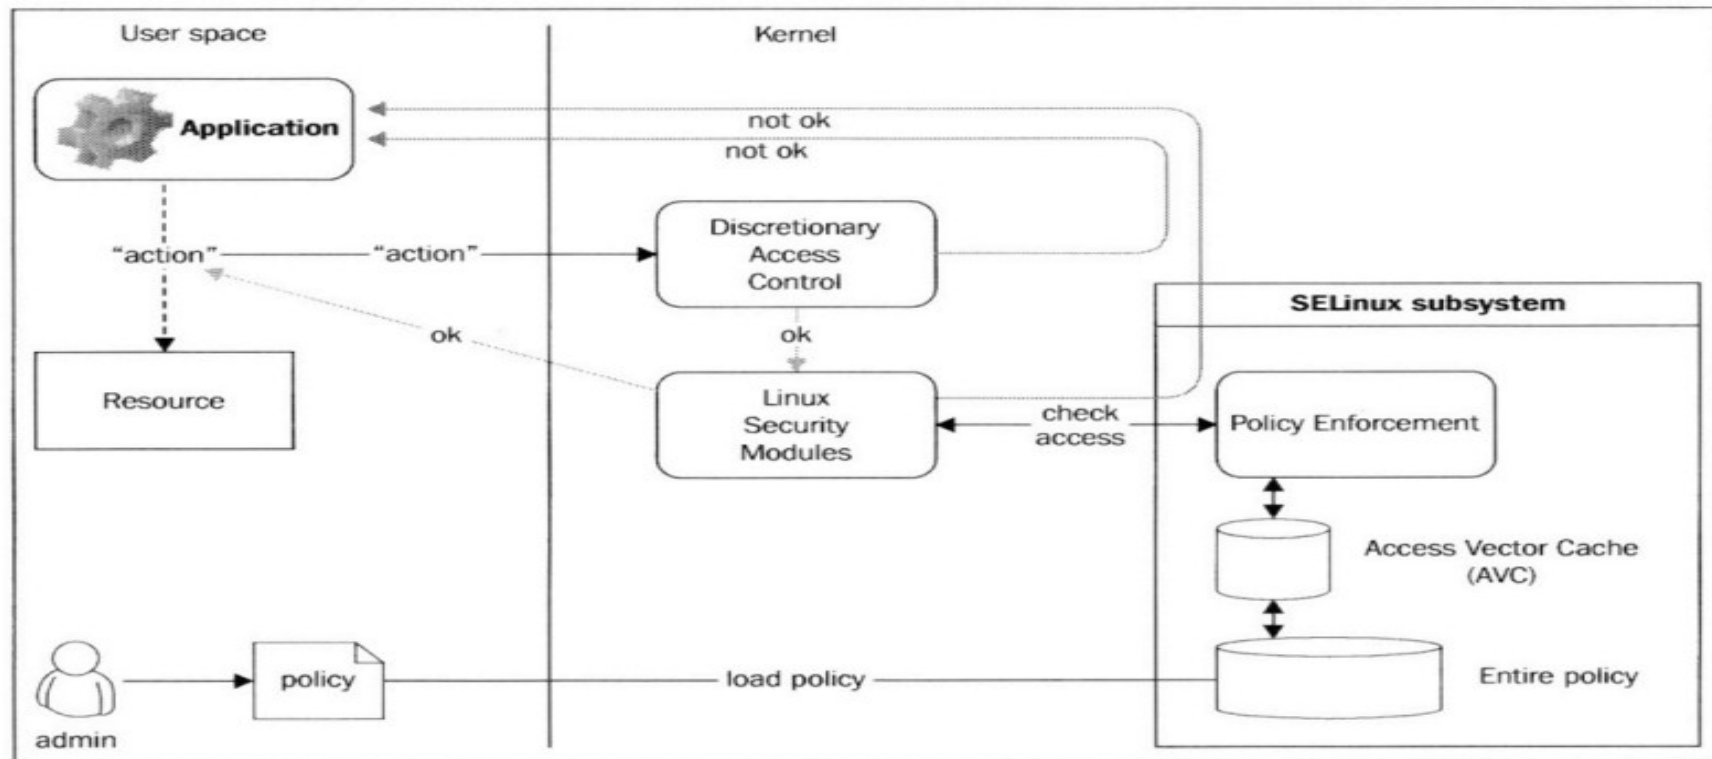 User space
Kernel
Application
not ok
not ok
"action"
"action"
Discretionary
Access
Control
SELinux subsystem
ok
ok
Resource
Linux
Security
Modules
check
access
Policy Enforcement
Access Vector Cache
(AVC)
policy
load policy
Entire policy
admin